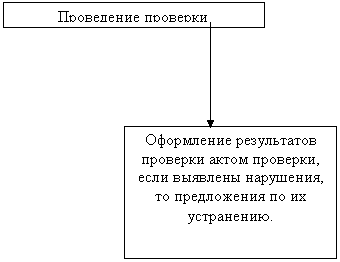 Проведение проверки
Оформление результатов
проверки актом проверки,
если выявлены нарушения,
то предложения по их
устранению.